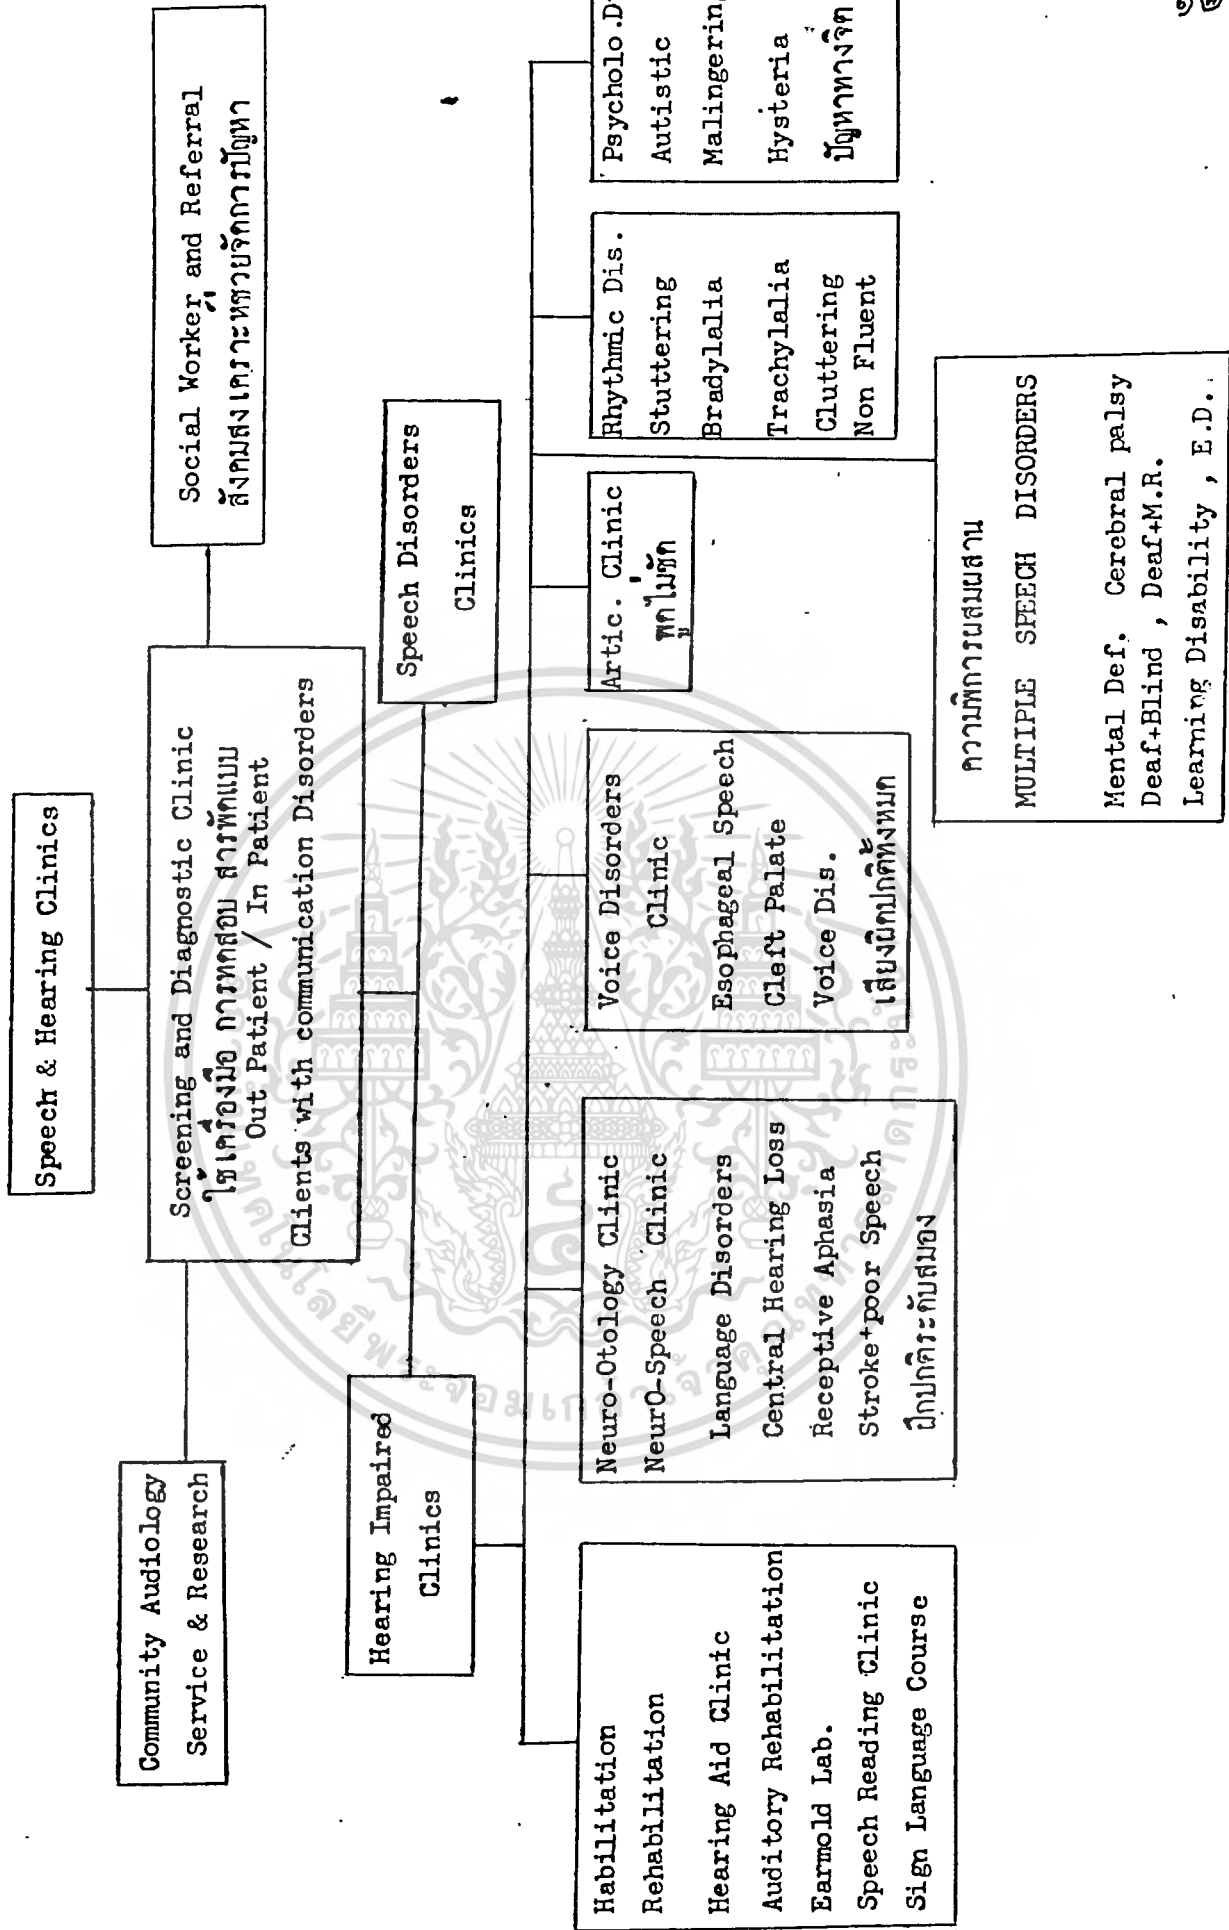 Speech & Hearing Clinics
Community Audiology
Service & Research
Screening and Diagnostic Clinic
ใช้เครื่องมือ การทดสอบ สารพัดแบบ
Out Patient / In Patient
Clients with communication Disorders
Social Worker and Referral
สังคมสงเคราะห์ช่วยจัดการปัญหา
Hearing Impaired
Clinics
Speech Disorders
Clinics
Habilitation
Rehabilitation
Hearing Aid Clinic
Auditory Rehabilitation
Earmold Lab.
Speech Reading Clinic
Sign Language Course
Neuro-Otology Clinic
NeurO-Speech Clinic
Language Disorders
Central Hearing Loss
Receptive Aphasia
Stroke+poor Speech
ผิดปกติระดับสมอง
Voice Disorders
Clinic
Esophageal Speech
Cleft Palate
Voice Dis.
เสียงผิดปกติทั้งหมด
Artic. Clinic
พูดไม่ชัด
Rhythmic Dis.
Stuttering
Bradylalia
Trachylalia
Cluttering
Non Fluent
Psycholo.D
Autistic
Malingerin
Hysteria
ปัญหาทางจิต
ความพิการผสมผสาน
MULTIPLE SPEECH DISORDERS
Mental Def. Cerebral palsy
Deaf+Blind , Deaf+M.R.
Learning Disability , E.D..